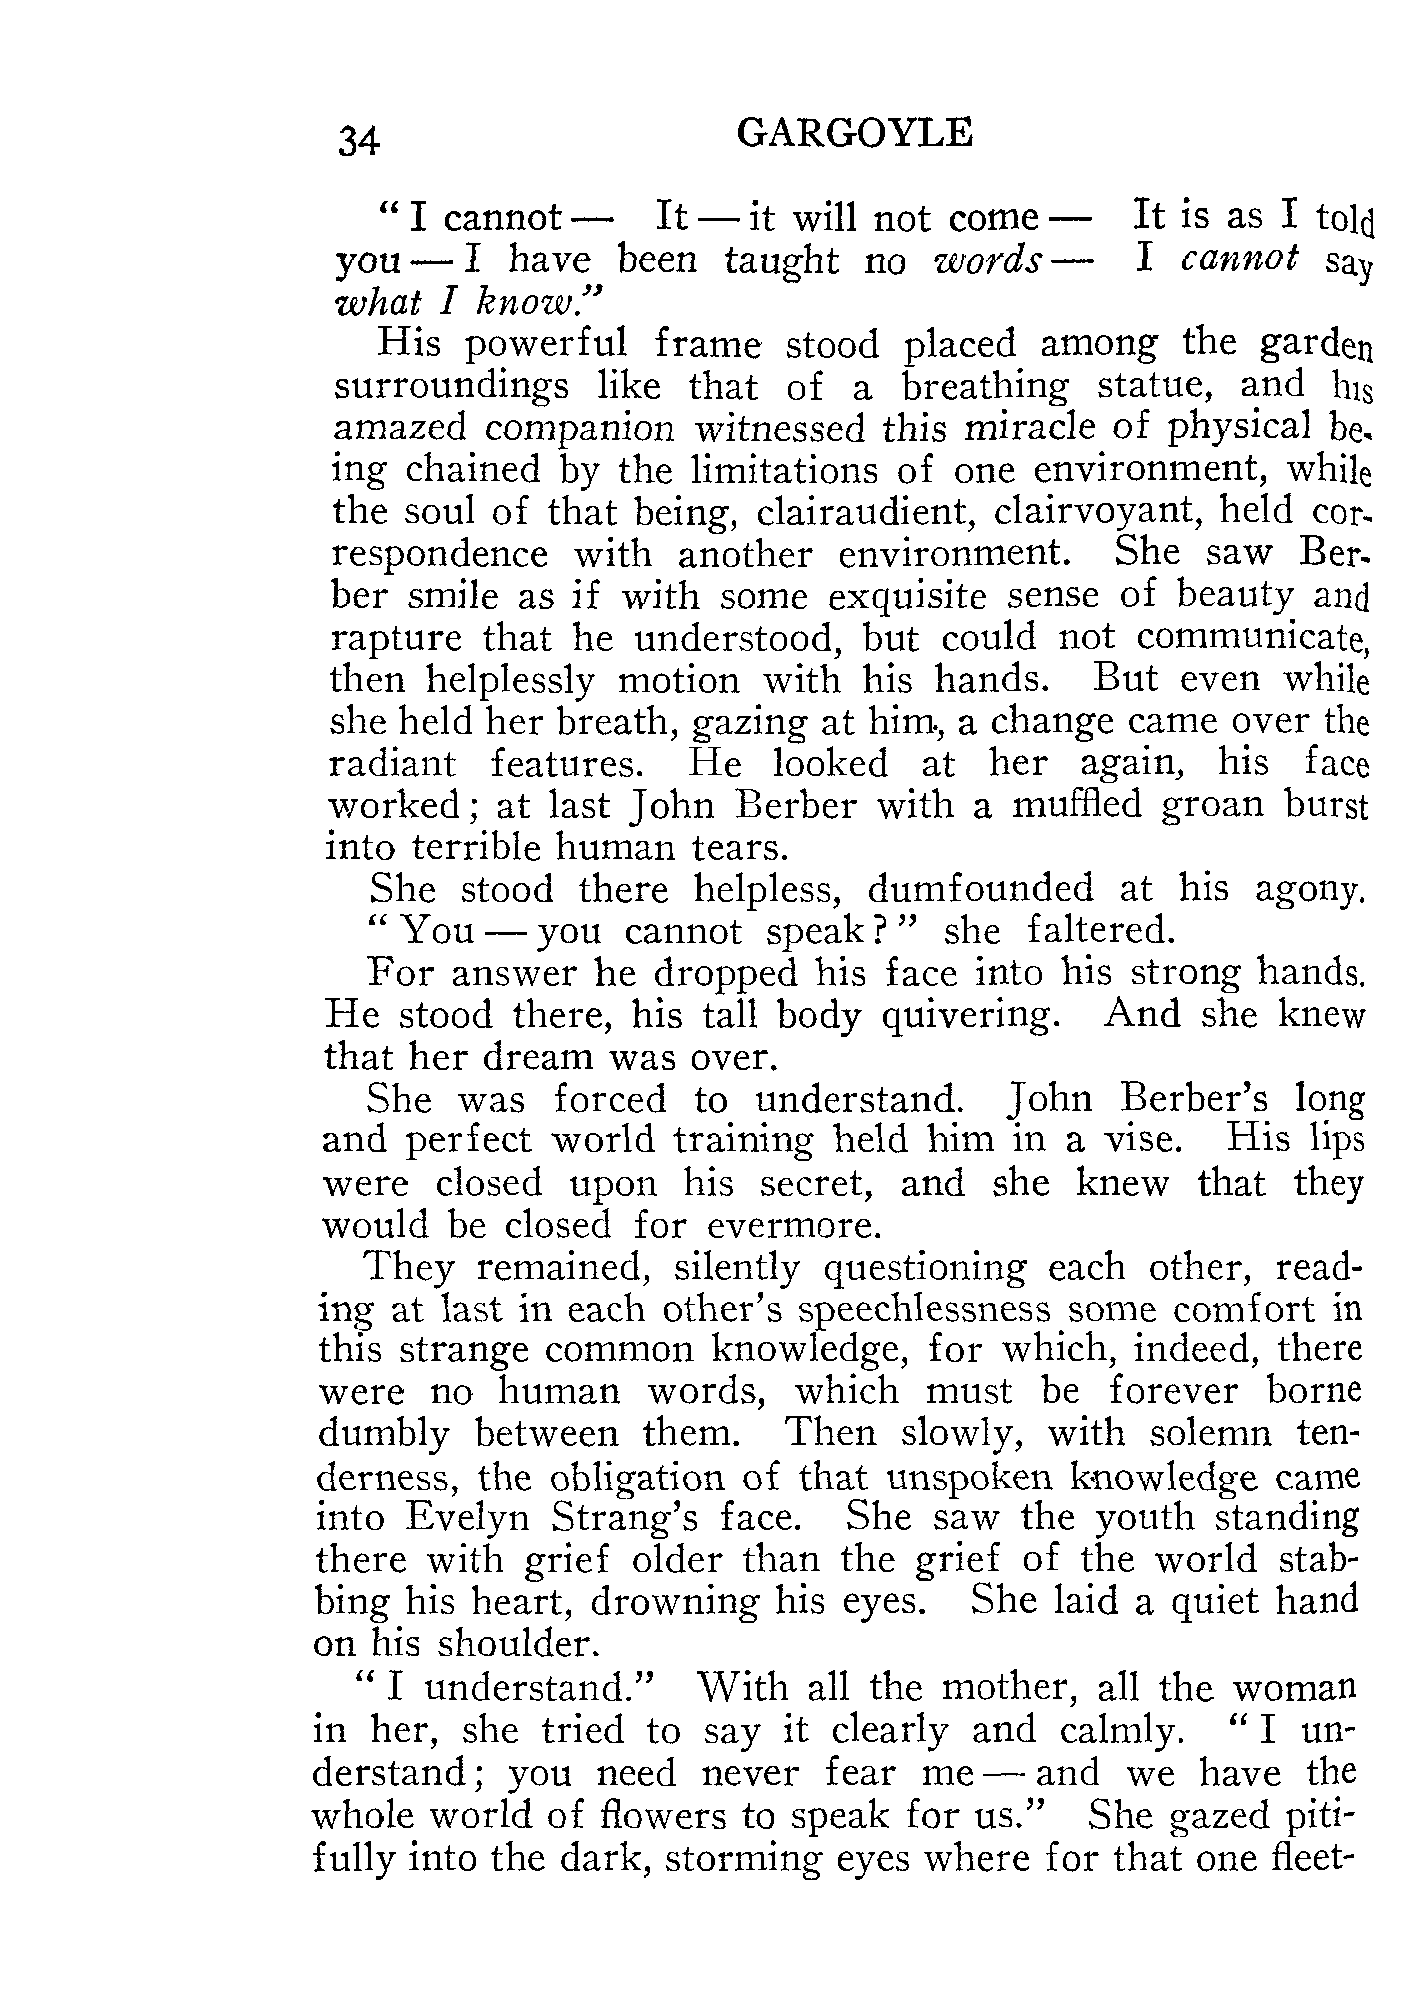 34 GARGOYLE
“ I cannot — It — it will not come — It is as I told
you — I have been taught no words — I cannot say
what I know.”
His powerful frame stood placed among the garden
surroundings like that of a breathing statue, and his
amazed companion witnessed this miracle of physical be-
ing chained by the limitations of one environment, while
the soul of that being, clairaudient, clairvoyant, held cor-
respondence with another environment. She saw Ber-
ber smile as if with some exquisite sense of beauty and
rapture that he understood, but could not communicate,
then helplessly motion with his hands. But even while
she held her breath, gazing at him, a change came over the
radiant features. He looked at her again, his face
worked ; at last John Berber with a muffled groan burst
into terrible human tears.
She stood there helpless, dumfounded at his agony.
“ You — you cannot speak ? ” she faltered.
For answer he dropped his face into his strong hands.
He stood there, his tall body quivering. And she knew
that her dream was over.
She was forced to understand. John Berber’s long
and perfect world training held him in a vise. His lips
were closed upon his secret, and she knew that they
would be closed for evermore.
They remained, silently questioning each other, read-
ing at last in each other’s speechlessness some comfort in
this strange common knowledge, for which, indeed, there
were no human words, which must be forever borne
dumbly between them. Then slowly, with solemn ten-
derness, the obligation of that unspoken knowledge came
into Evelyn Strang’s face. She saw the youth standing
there with grief older than the grief of the world stab-
bing his heart, drowning his eyes. She laid a quiet hand
on his shoulder.
“ I understand.” With all the mother, all the woman
in her, she tried to say it clearly and calmly. “ I un-
derstand ; you need never fear me — and we have the
whole world of flowers to speak for us.” She gazed piti-
fully into the dark, storming eyes where for that one fleet-